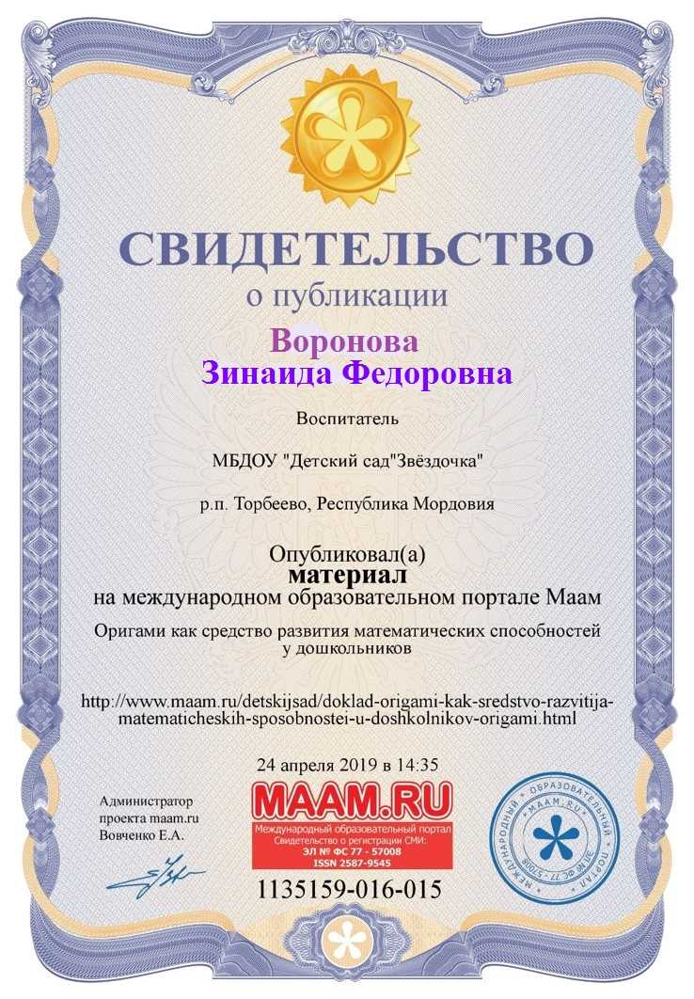 СВИДЕТЕЛЬСТВО
о публикации
Воронова
Зинаида Федоровна
Воспитатель
МБДОУ "Детский сад"Звёздочка"
р.п. Торбеево, Республика Мордовия
Опубликовал(а)
материал
на международном образовательном портале Маам
Оригами как средство развития математических способностей
у дошкольников
http://www.maam.ru/detskijsad/doklad-origami-kak-sredstvo-razvitija-
matematicheskih-sposobnostei-u-doshkolnikov-origami.html
24 апреля 2019 в 14:35
Администратор
проекта maam.ru
Вовченко Е.А.
MAAM.RU
Международный образовательный портал
Свидетельство о регистрации СМИ:
ЭЛ № ФС 77 - 57008
ISSN 2587-9545
1135159-016-015
МЕЖДУНАРОДНЫЙ * ОБРАЗОВАТЕЛЬНЫЙ * ПОРТАЛ
* MAAM.RU *
ЭЛ № ФС 77 - 57008